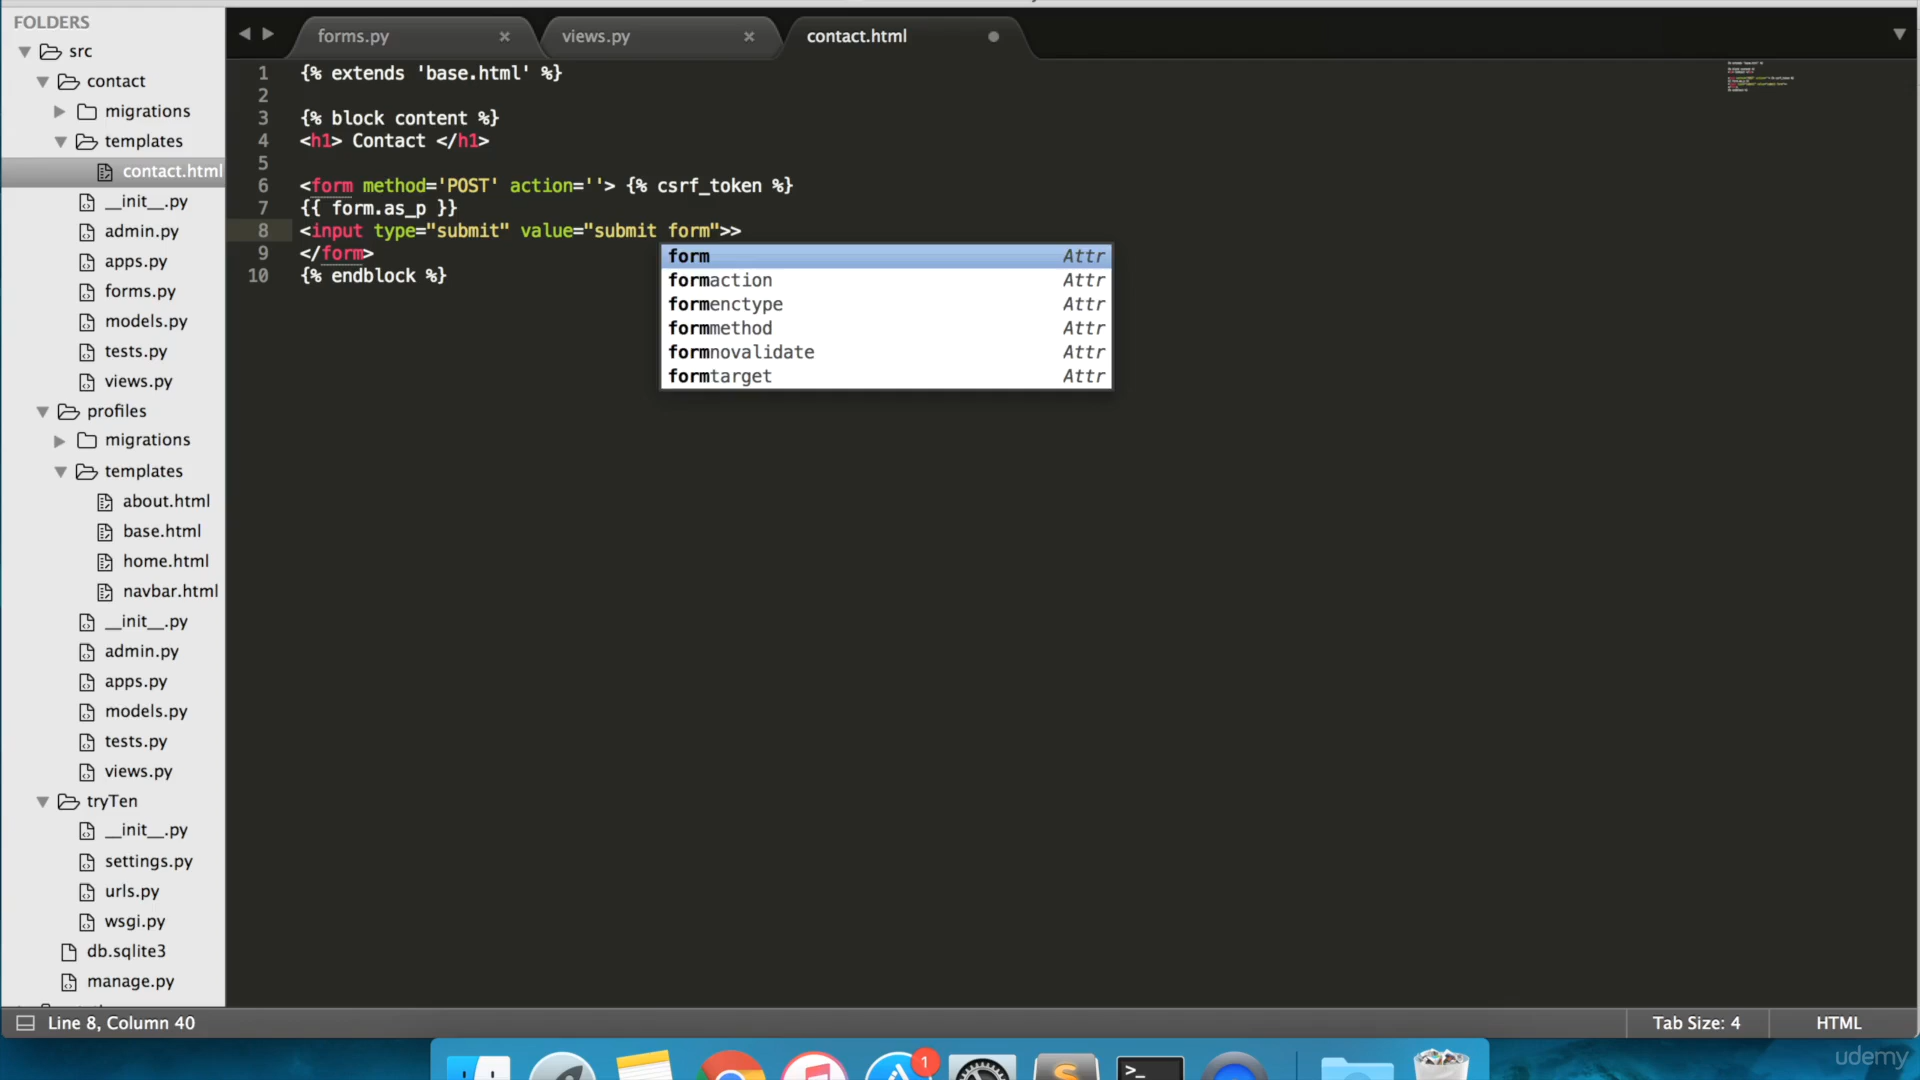 FOLDERS
src
contact
migrations
templates
contact.html
__init__.py
admin.py
apps.py
forms.py
models.py
tests.py
views.py
profiles
migrations
templates
about.html
base.html
home.html
navbar.html
__init__.py
admin.py
apps.py
models.py
tests.py
views.py
tryTen
__init__.py
settings.py
urls.py
wsgi.py
db.sqlite3
manage.py
forms.py
views.py
contact.html
1 {% extends 'base.html' %}
2
3 {% block content %}
4 <h1> Contact </h1>
5
6 <form method='POST' action=''> {% csrf_token %}
7 {{ form.as_p }}
8 <input type="submit" value="submit form">>
9 </form>
10 {% endblock %}
form Attr
formaction Attr
formenctype Attr
formmethod Attr
formnovalidate Attr
formtarget Attr
Line 8, Column 40
Tab Size: 4
HTML
1
>_
udemy